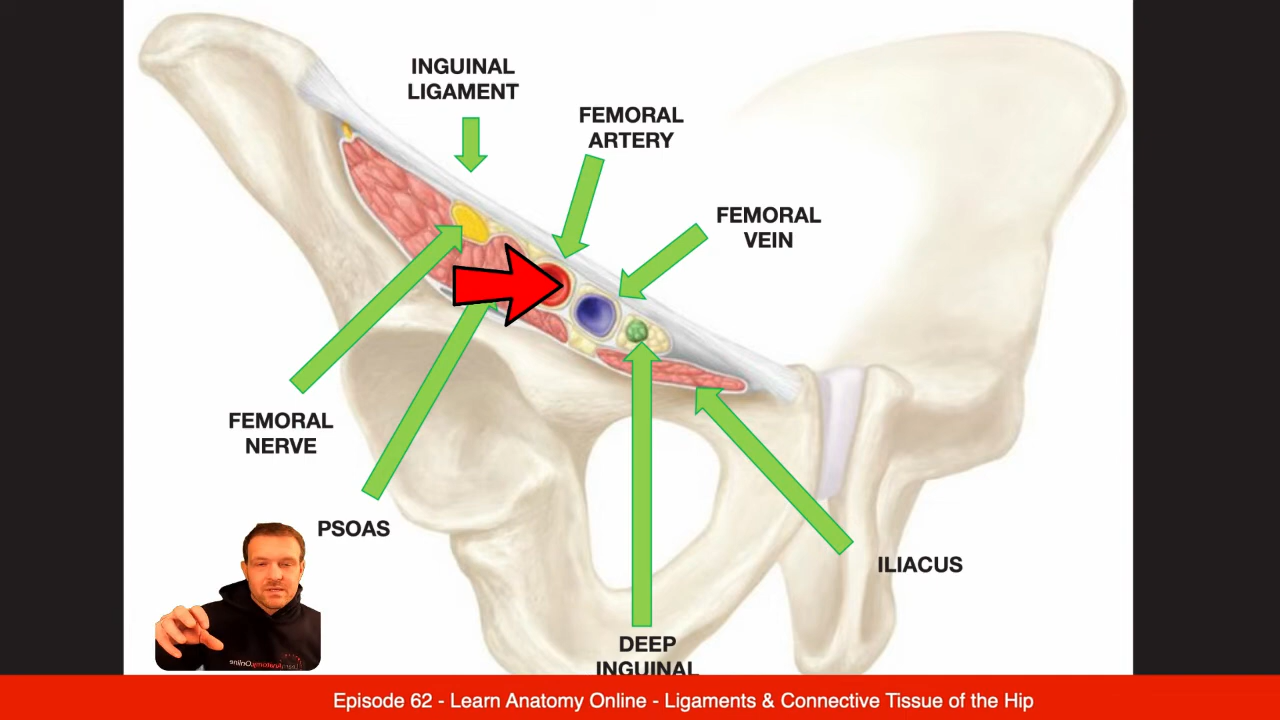 INGUINAL
LIGAMENT
FEMORAL
ARTERY
FEMORAL
VEIN
FEMORAL
NERVE
PSOAS
ILIACUS
DEEP
INGUINAL
Episode 62 - Learn Anatomy Online - Ligaments & Connective Tissue of the Hip